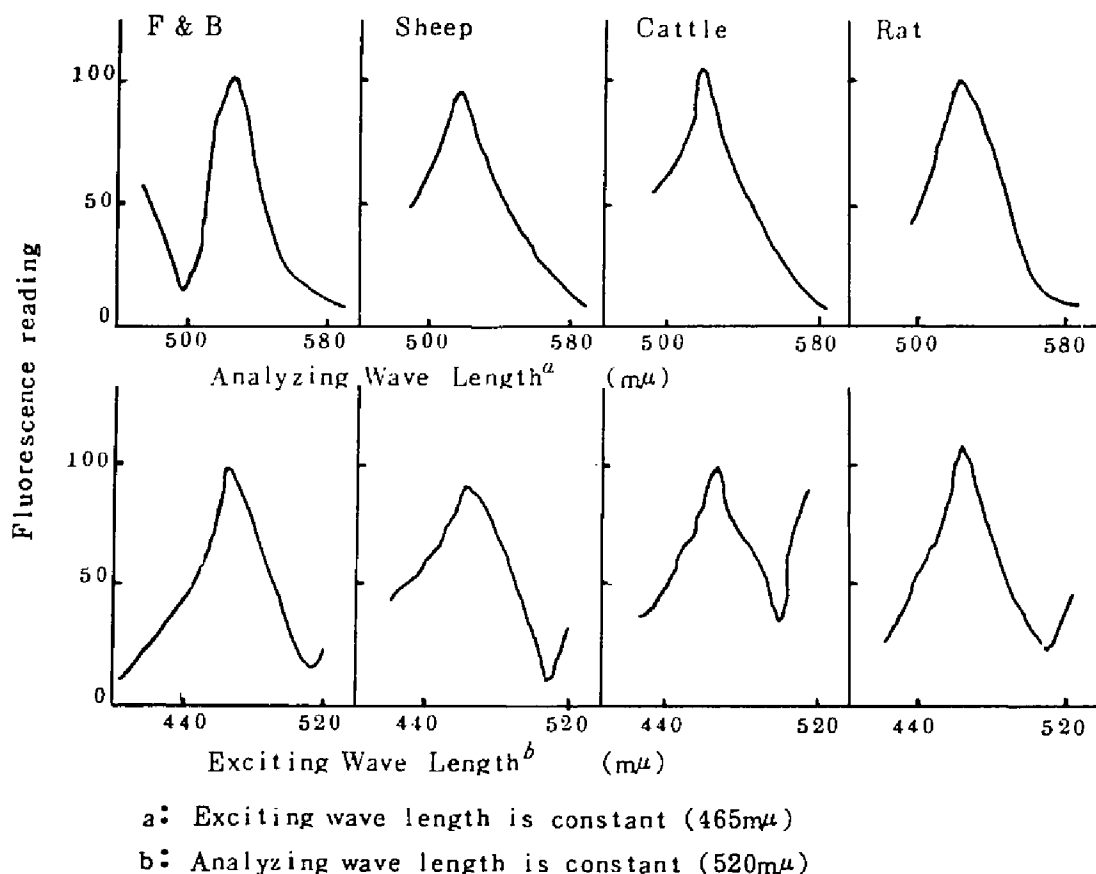 F & B Sheep Cattle Rat
100
50
0
500 580 500 580 500 580 500 580
Analyzing Wave Length^a (mμ)
Fluorescence reading
100
50
0
440 520 440 520 440 520 440 520
Exciting Wave Length^b (mμ)
a: Exciting wave length is constant (465mμ)
b: Analyzing wave length is constant (520mμ)